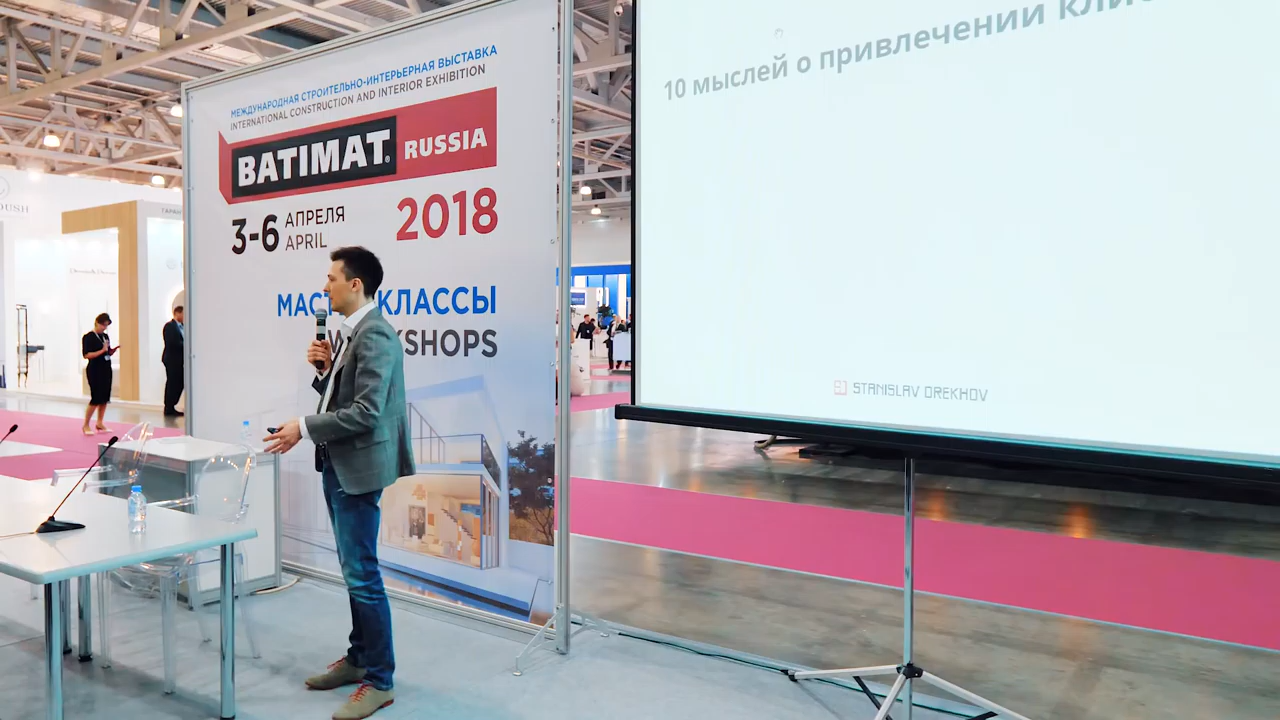 МЕЖДУНАРОДНАЯ СТРОИТЕЛЬНО-ИНТЕРЬЕРНАЯ ВЫСТАВКА
INTERNATIONAL CONSTRUCTION AND INTERIOR EXHIBITION
BATIMAT® RUSSIA
3-6 АПРЕЛЯ 2018
APRIL
КЛАССЫ
10 мыслей о привлечении
STANISLAV OREKHOV